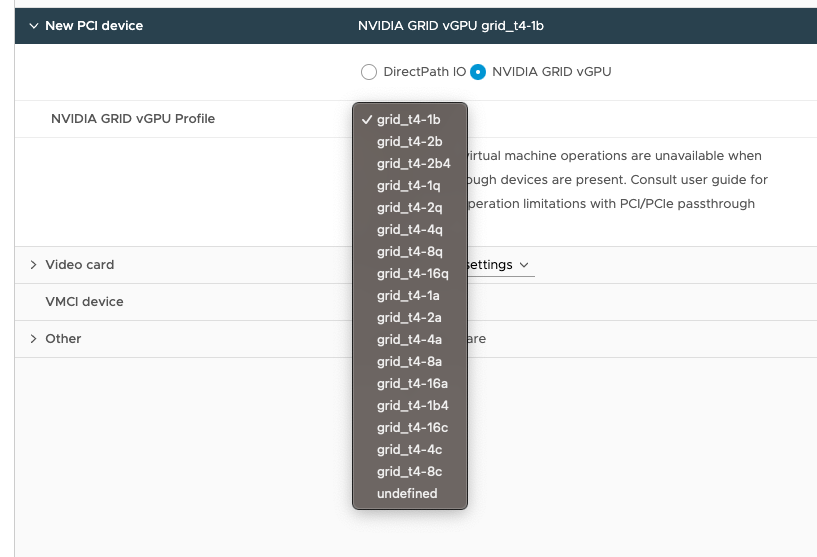 New PCI device NVIDIA GRID vGPU grid_t4-1b
DirectPath IO NVIDIA GRID vGPU
NVIDIA GRID vGPU Profile
grid_t4-1b
grid_t4-2b
grid_t4-2b4
grid_t4-1q
grid_t4-2q
grid_t4-4q
grid_t4-8q
grid_t4-16q
grid_t4-1a
grid_t4-2a
grid_t4-4a
grid_t4-8a
grid_t4-16a
grid_t4-1b4
grid_t4-16c
grid_t4-4c
grid_t4-8c
undefined
virtual machine operations are unavailable when
ough devices are present. Consult user guide for
peration limitations with PCI/PCIe passthrough
Video card settings
VMCI device
Other are